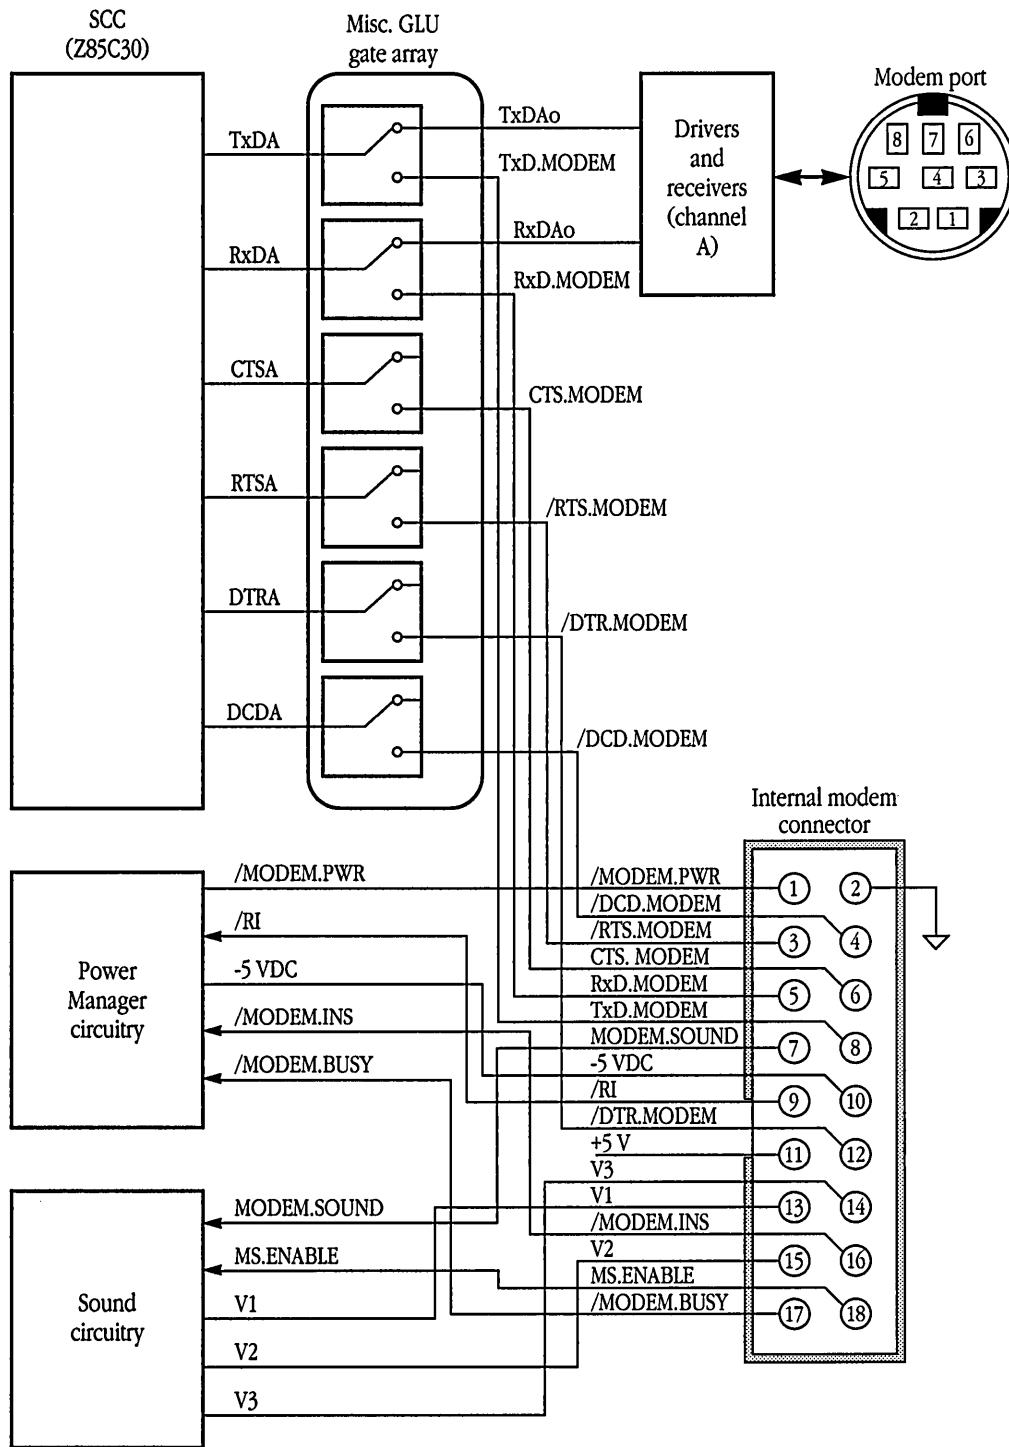 SCC
(Z85C30)
Misc. GLU
gate array
Modem port
TxDA
TxDAo
TxD.MODEM
Drivers
and
receivers
(channel
A)
8
7
6
5
4
3
2
1
RxDA
RxDAo
RxD.MODEM
CTSA
CTS.MODEM
RTSA
/RTS.MODEM
DTRA
/DTR.MODEM
DCDA
/DCD.MODEM
Internal modem
connector
Power
Manager
circuitry
/MODEM.PWR
/RI
-5 VDC
/MODEM.INS
/MODEM.BUSY
/MODEM.PWR
/DCD.MODEM
/RTS.MODEM
CTS. MODEM
RxD.MODEM
TxD.MODEM
MODEM.SOUND
-5 VDC
/RI
/DTR.MODEM
+5 V
V3
V1
/MODEM.INS
V2
MS.ENABLE
/MODEM.BUSY
1
2
3
4
5
6
7
8
9
10
11
12
13
14
15
16
17
18
Sound
circuitry
MODEM.SOUND
MS.ENABLE
V1
V2
V3